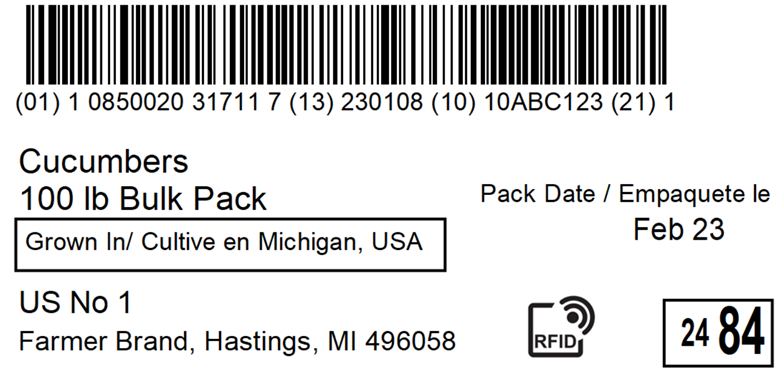 (01) 1 0850020 31711 7 (13) 230108 (10) 10ABC123 (21) 1
Cucumbers
100 lb Bulk Pack
Pack Date / Empaquete le
Feb 23
Grown In/ Cultive en Michigan, USA
US No 1
Farmer Brand, Hastings, MI 496058
RFID
24 84